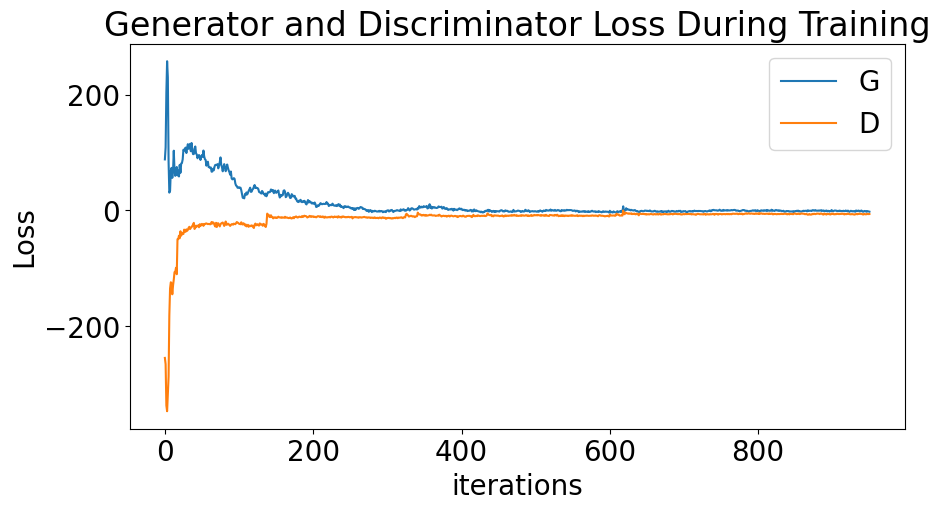 Generator and Discriminator Loss During Training
G
D
200
0
−200
Loss
0 200 400 600 800
iterations